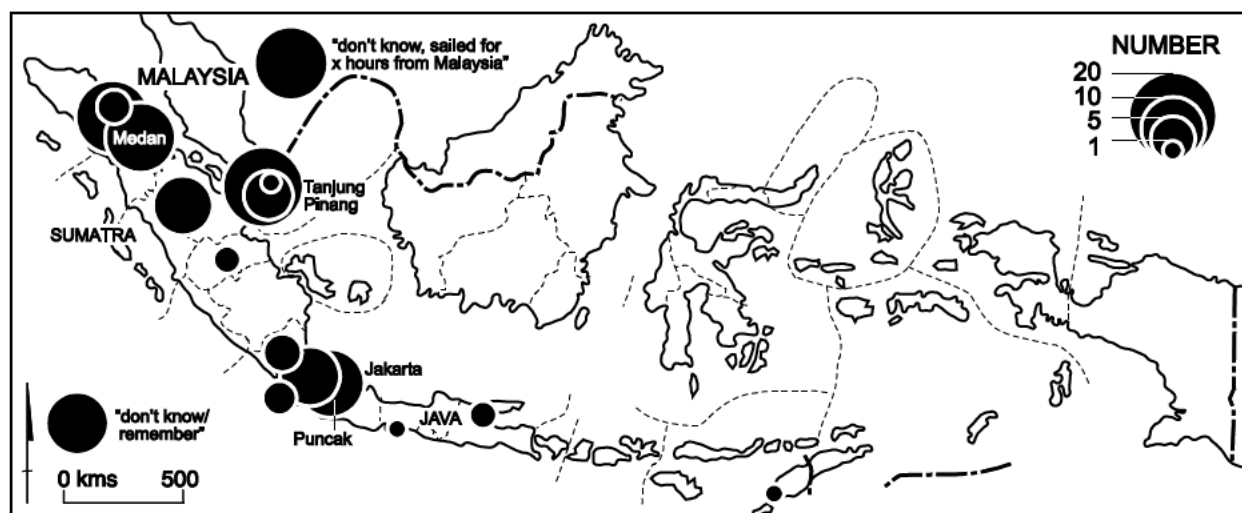 "don't know, sailed for
x hours from Malaysia"
NUMBER
20
10
5
1
MALAYSIA
Medan
Tanjung
Pinang
SUMATRA
Jakarta
JAVA
Puncak
"don't know/
remember"
0 kms 500